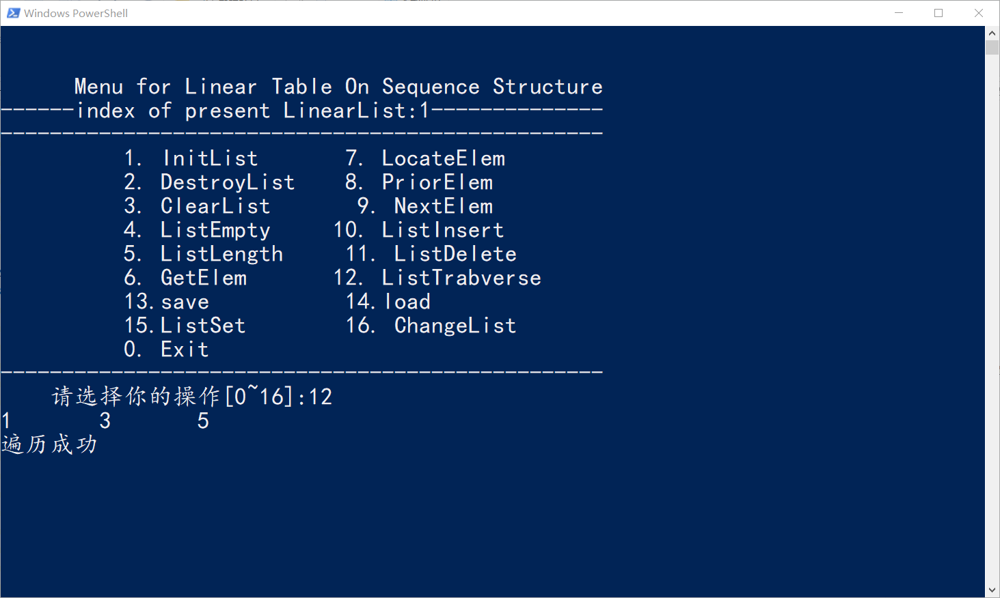 Windows PowerShell
Menu for Linear Table On Sequence Structure
------index of present LinearList:1--------------
-------------------------------------------------
1. InitList 7. LocateElem
2. DestroyList 8. PriorElem
3. ClearList 9. NextElem
4. ListEmpty 10. ListInsert
5. ListLength 11. ListDelete
6. GetElem 12. ListTrabverse
13.save 14.load
15.ListSet 16. ChangeList
0. Exit
-------------------------------------------------
请选择你的操作[0~16]:12
1 3 5
遍历成功